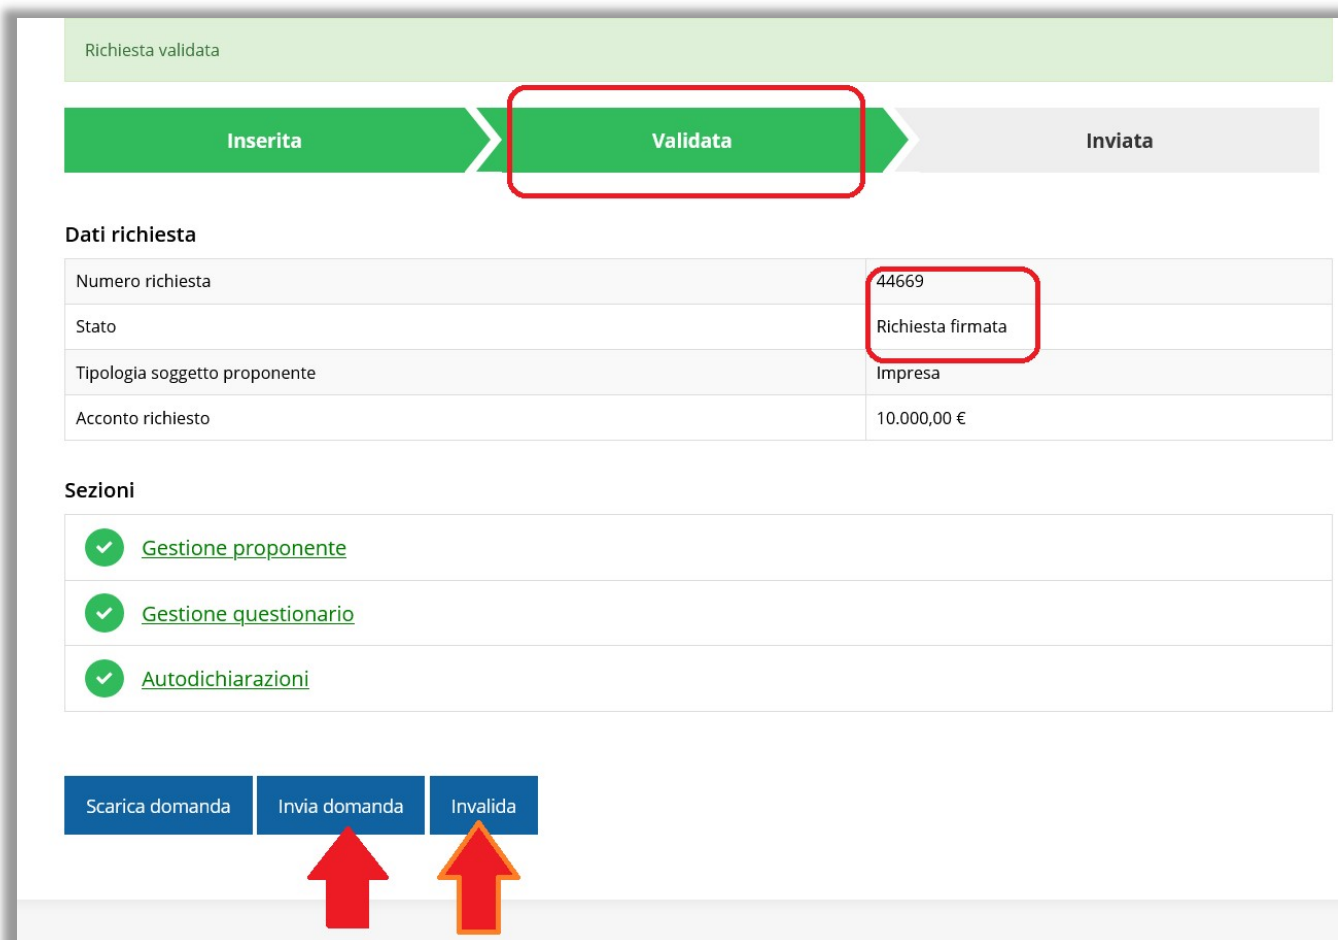 Richiesta validata
Inserita
Validata
Inviata
Dati richiesta
Numero richiesta 44669
Stato Richiesta firmata
Tipologia soggetto proponente Impresa
Acconto richiesto 10.000,00 €
Sezioni
Gestione proponente
Gestione questionario
Autodichiarazioni
Scarica domanda Invia domanda Invalida